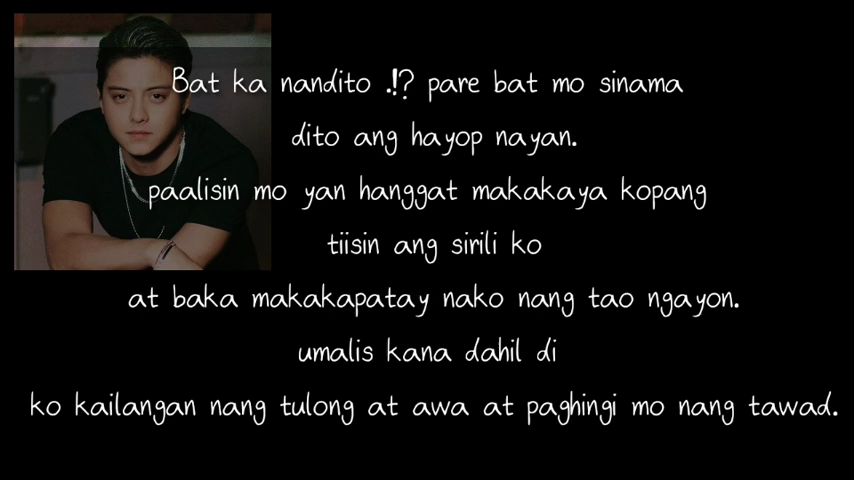 Bat ka nandito .!? pare bat mo sinama
dito ang hayop nayan.
paalisin mo yan hanggat makakaya kopang
tiisin ang sirili ko
at baka makakapatay nako nang tao ngayon.
umalis kana dahil di
ko kailangan nang tulong at awa at paghingi mo nang tawad.